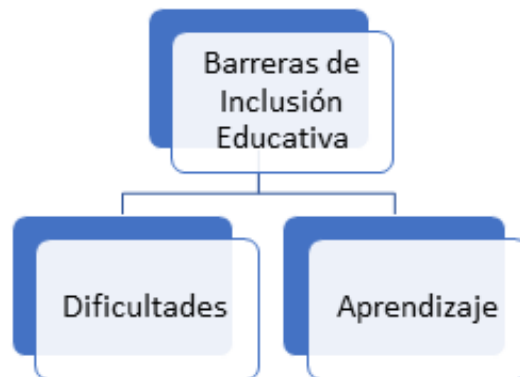 Barreras de
Inclusión
Educativa
Dificultades
Aprendizaje